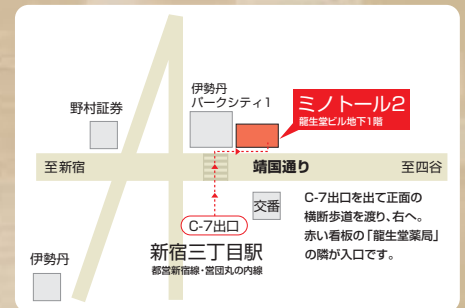 伊勢丹
パークシティ1
野村証券
ミノトール2
龍生堂ビル地下1階
至新宿
靖国通り
至四谷
交番
C-7出口
C-7出口を出て正面の
横断歩道を渡り、右へ。
赤い看板の「龍生堂薬局」
の隣が入口です。
新宿三丁目駅
都営新宿線・営団丸の内線
伊勢丹